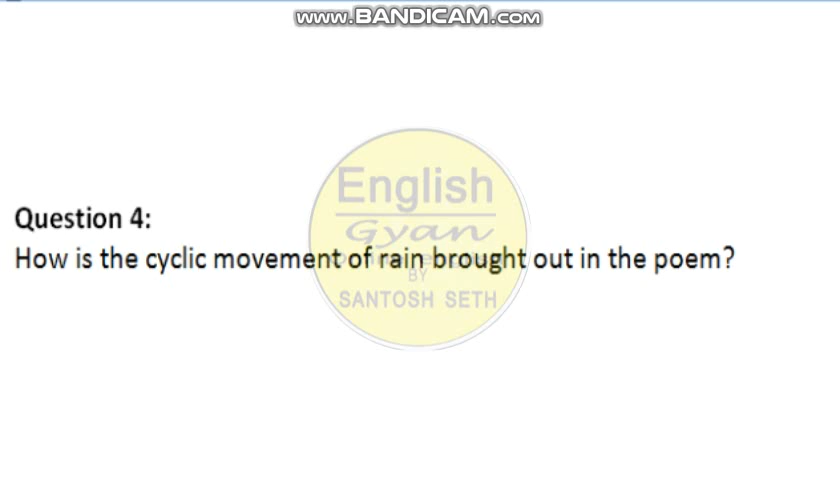 www.BANDICAM.com
English
Gyan
Question 4:
How is the cyclic movement of rain brought out in the poem?
BY
SANTOSH SETH